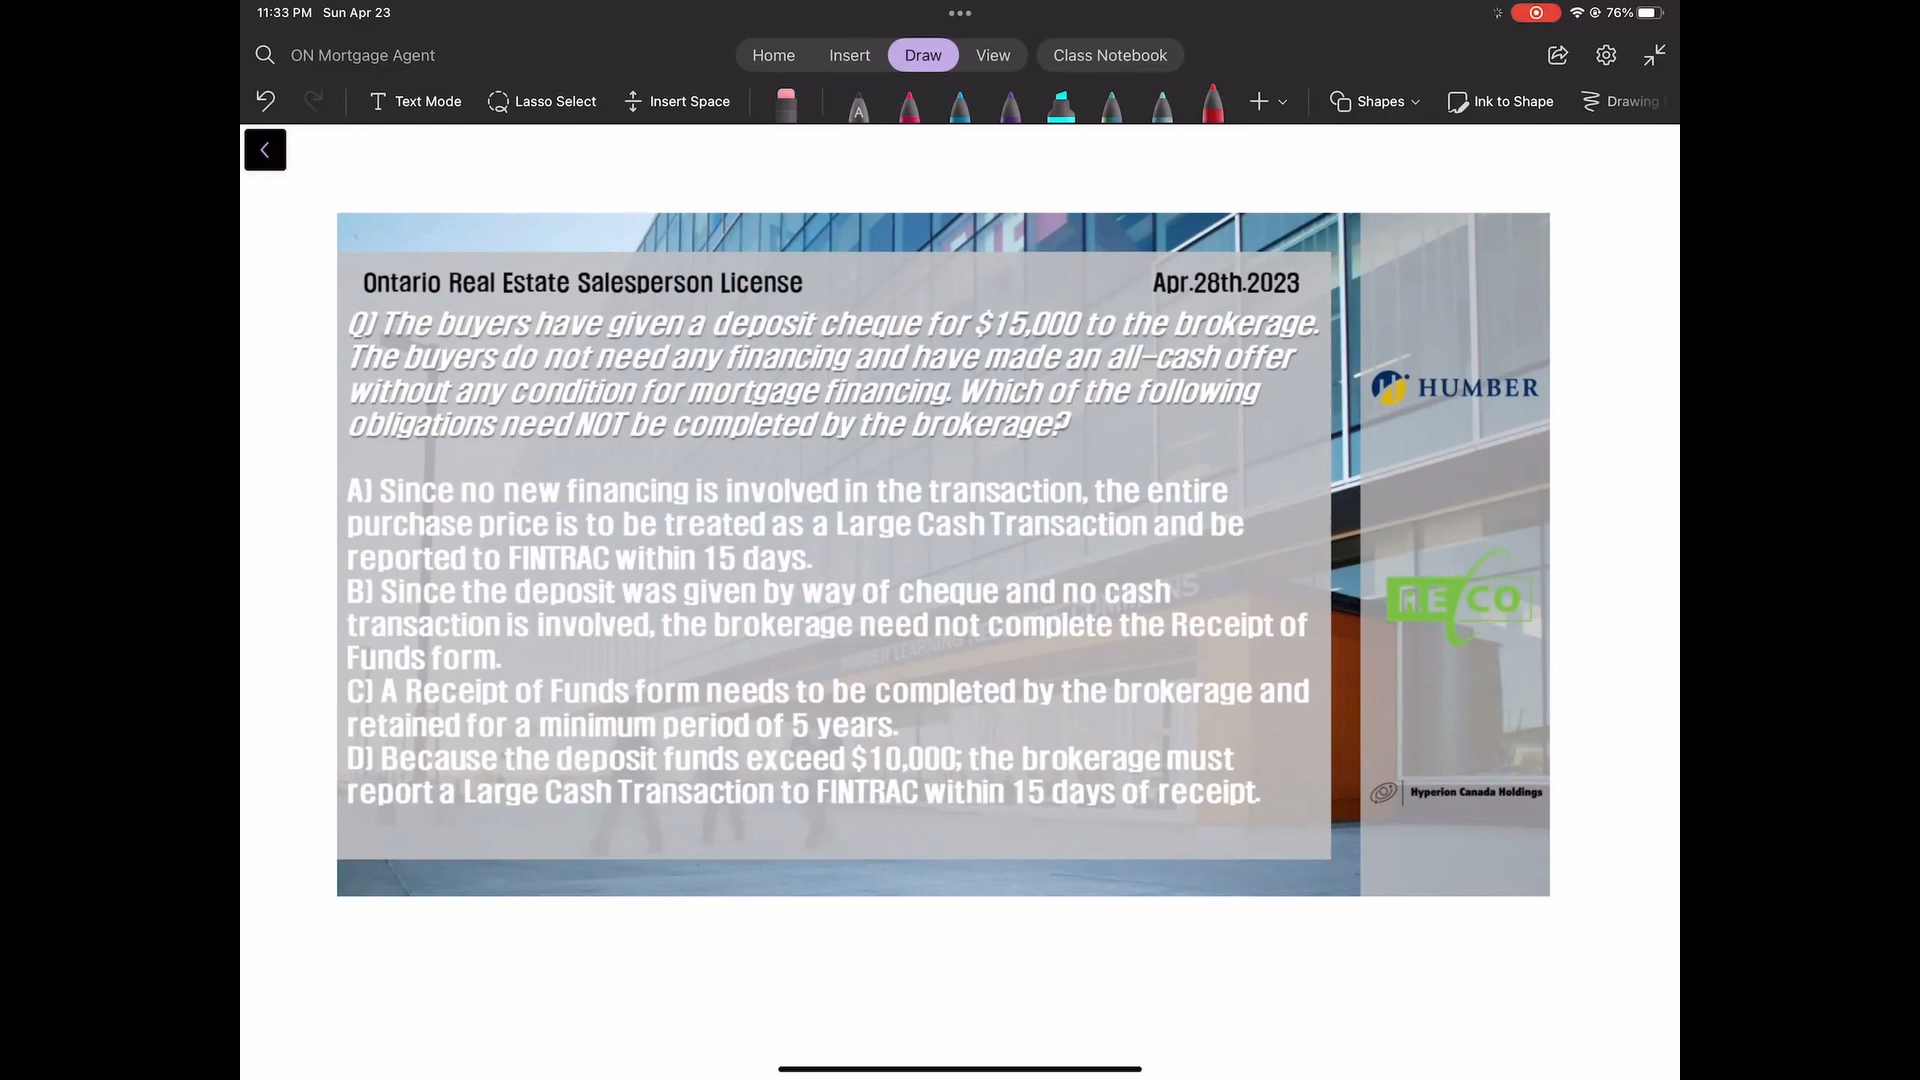 11:33 PM Sun Apr 23
76%
ON Mortgage Agent
Home Insert Draw View Class Notebook
Text Mode Lasso Select Insert Space A Shapes Ink to Shape Drawing
Ontario Real Estate Salesperson License Apr.28th.2023
Q) The buyers have given a deposit cheque for $15,000 to the brokerage.
The buyers do not need any financing and have made an all-cash offer
without any condition for mortgage financing. Which of the following
obligations need NOT be completed by the brokerage?
A) Since no new financing is involved in the transaction, the entire
purchase price is to be treated as a Large Cash Transaction and be
reported to FINTRAC within 15 days.
B) Since the deposit was given by way of cheque and no cash
transaction is involved, the brokerage need not complete the Receipt of
Funds form.
C) A Receipt of Funds form needs to be completed by the brokerage and
retained for a minimum period of 5 years.
D) Because the deposit funds exceed $10,000; the brokerage must
report a Large Cash Transaction to FINTRAC within 15 days of receipt.
HUMBER
RECO
Hyperion Canada Holdings